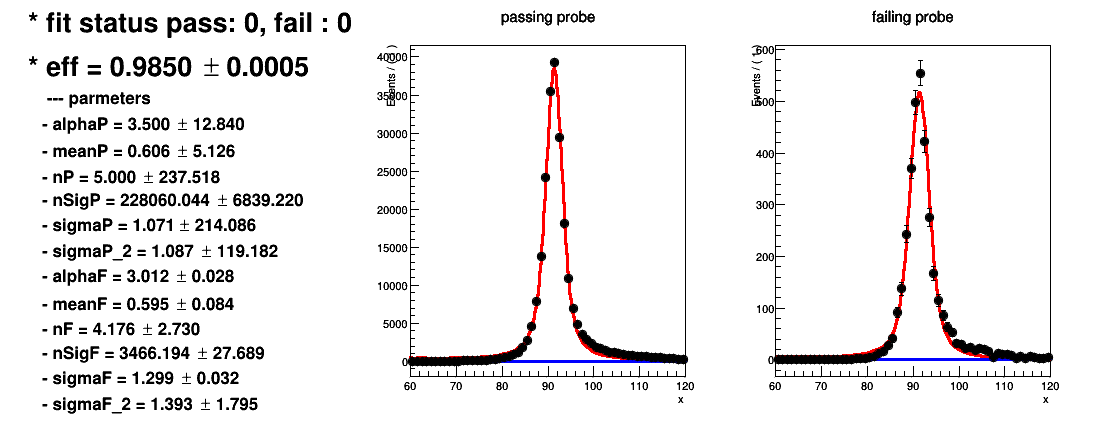 * fit status pass: 0, fail : 0
* eff = 0.9850 ± 0.0005
--- parmeters
- alphaP = 3.500 ± 12.840
- meanP = 0.606 ± 5.126
- nP = 5.000 ± 237.518
- nSigP = 228060.044 ± 6839.220
- sigmaP = 1.071 ± 214.086
- sigmaP_2 = 1.087 ± 119.182
- alphaF = 3.012 ± 0.028
- meanF = 0.595 ± 0.084
- nF = 4.176 ± 2.730
- nSigF = 3466.194 ± 27.689
- sigmaF = 1.299 ± 0.032
- sigmaF_2 = 1.393 ± 1.795
passing probe
Events / ( )
40000
35000
30000
25000
20000
15000
10000
5000
0
60 70 80 90 100 110 120
x
failing probe
Events / ( )
600
500
400
300
200
100
0
60 70 80 90 100 110 120
x